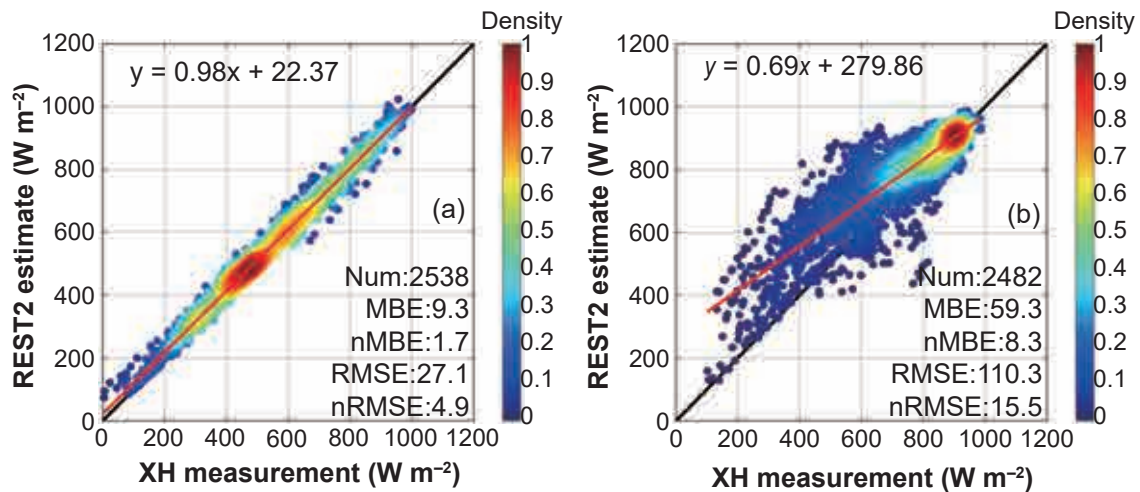 Density
1200
1000
800
600
400
200
0
REST2 estimate (W m⁻²)
y = 0.98x + 22.37
(a)
Num:2538
MBE:9.3
nMBE:1.7
RMSE:27.1
nRMSE:4.9
0 200 400 600 800 1000 1200
XH measurement (W m⁻²)
1
0.9
0.8
0.7
0.6
0.5
0.4
0.3
0.2
0.1
0
Density
1200
1000
800
600
400
200
0
REST2 estimate (W m⁻²)
y = 0.69x + 279.86
(b)
Num:2482
MBE:59.3
nMBE:8.3
RMSE:110.3
nRMSE:15.5
0 200 400 600 800 1000 1200
XH measurement (W m⁻²)
1
0.9
0.8
0.7
0.6
0.5
0.4
0.3
0.2
0.1
0